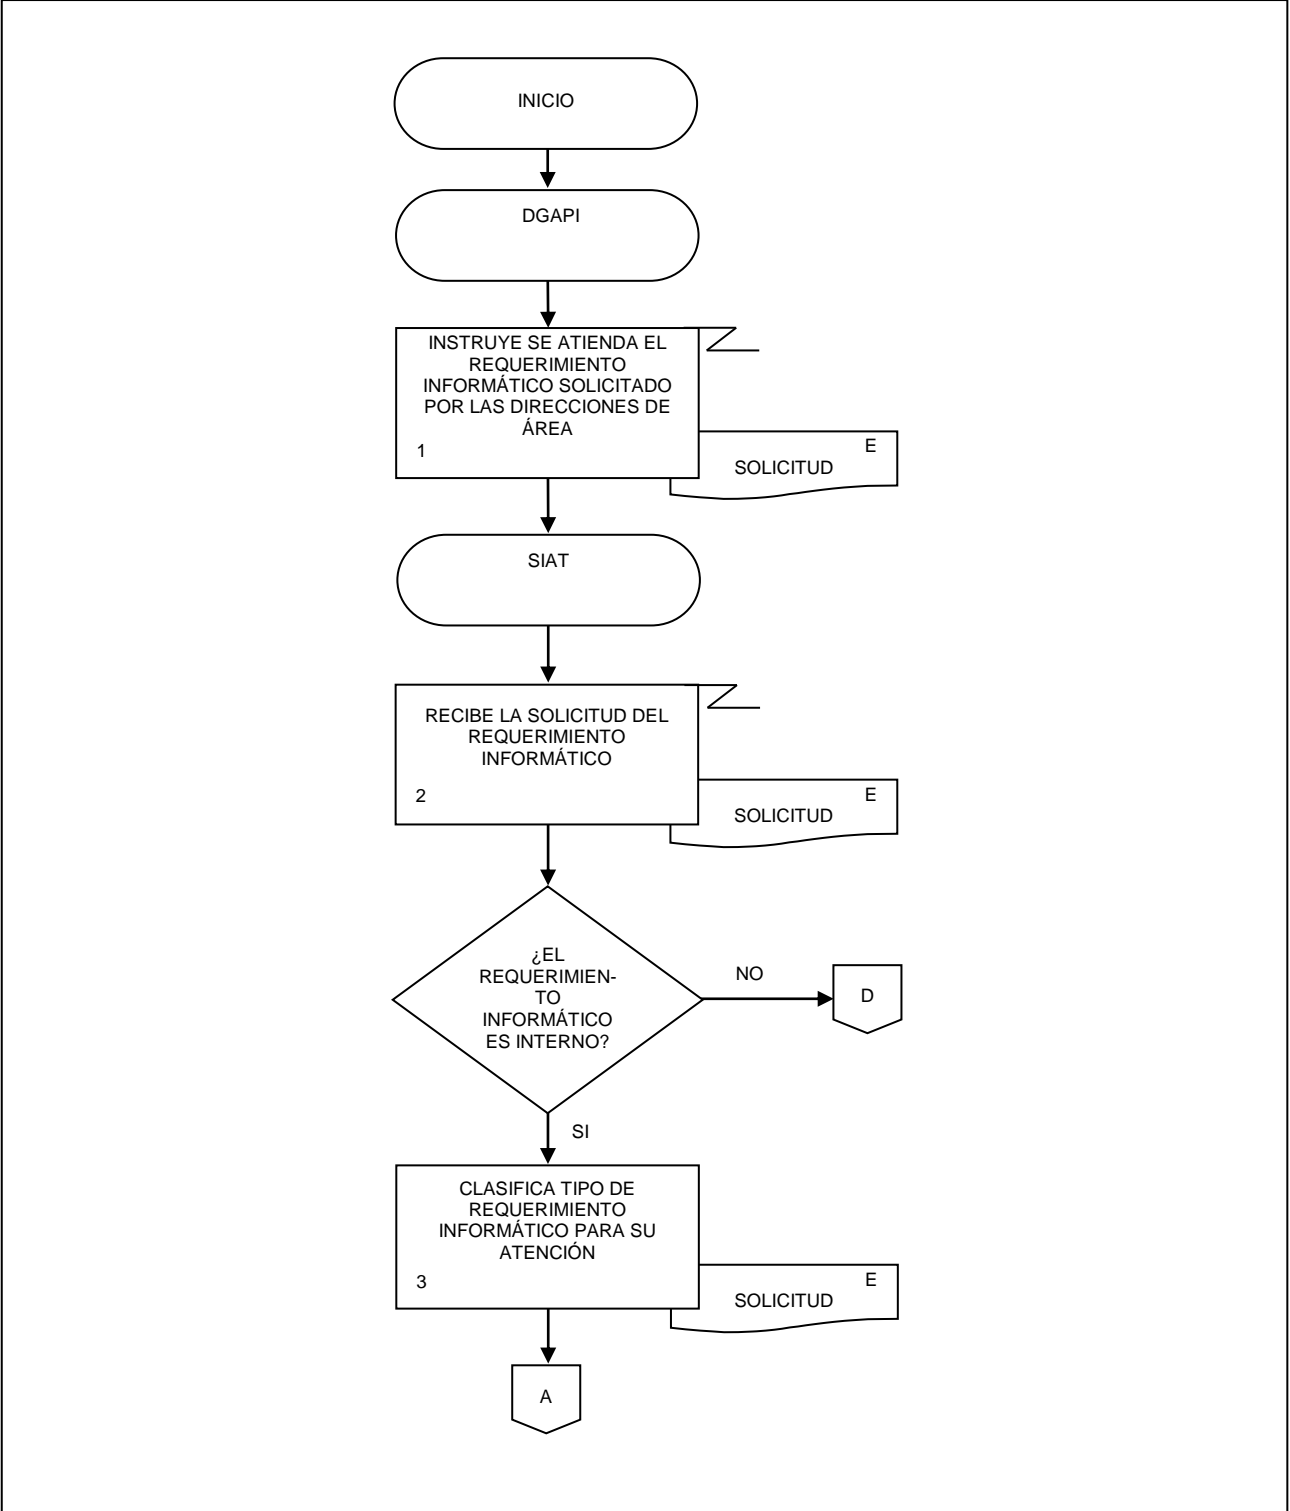 INICIO
DGAPI
INSTRUYE SE ATIENDA EL
REQUERIMIENTO
INFORMÁTICO SOLICITADO
POR LAS DIRECCIONES DE
ÁREA
1
E
SOLICITUD
SIAT
RECIBE LA SOLICITUD DEL
REQUERIMIENTO
INFORMÁTICO
2
E
SOLICITUD
¿EL
REQUERIMIEN-
TO
INFORMÁTICO
ES INTERNO?
NO
D
SI
CLASIFICA TIPO DE
REQUERIMIENTO
INFORMÁTICO PARA SU
ATENCIÓN
3
E
SOLICITUD
A